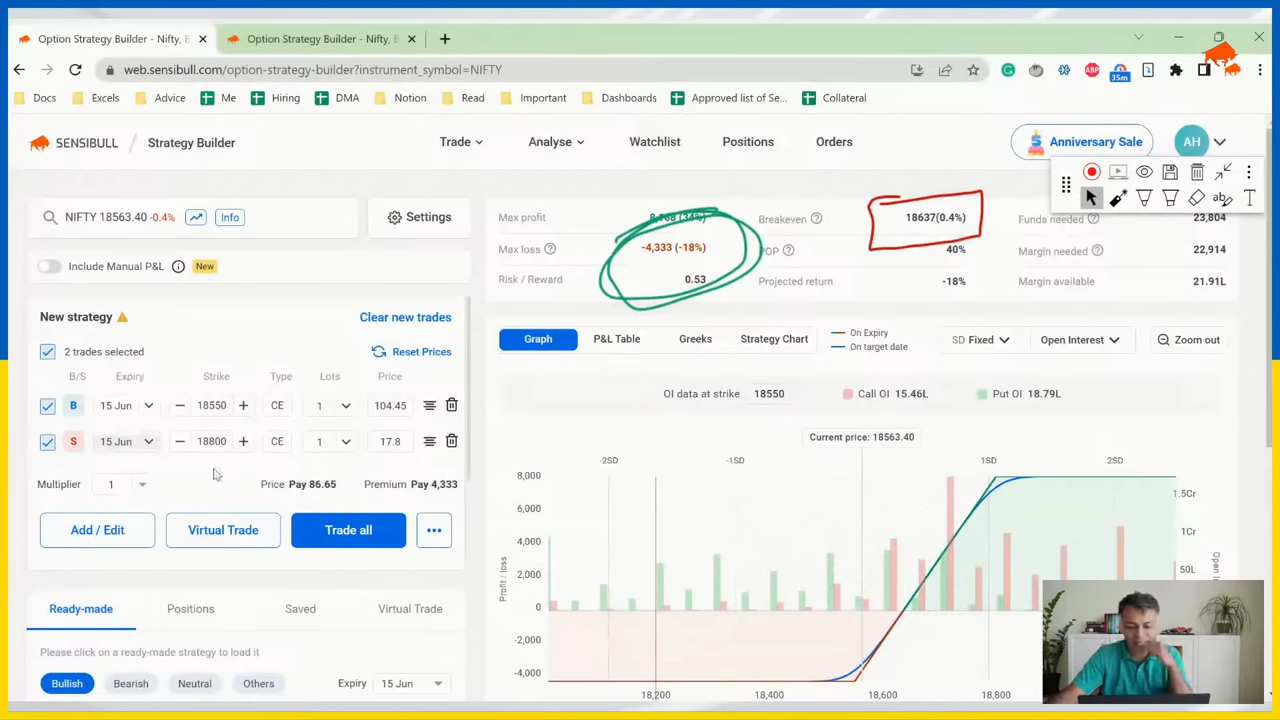 Option Strategy Builder - Nifty, B
Option Strategy Builder - Nifty, B
web.sensibull.com/option-strategy-builder?instrument_symbol=NIFTY
ABP
35m
Docs Excels Advice Me Hiring DMA Notion Read Important Dashboards Approved list of Se... Collateral
SENSIBULL / Strategy Builder
Trade Analyse Watchlist Positions Orders
Anniversary Sale
AH
NIFTY 18563.40 -0.4% Info
Settings
Include Manual P&L New
Max profit
Max loss -4,333 (-18%)
Risk / Reward 0.53
Breakeven 18637(0.4%)
POP 40%
Projected return -18%
Funds needed 23,804
Margin needed 22,914
Margin available 21.91L
New strategy
Clear new trades
2 trades selected
Reset Prices
B/S Expiry Strike Type Lots Price
B 15 Jun 18550 CE 1 104.45
S 15 Jun 18800 CE 1 17.8
Multiplier 1 Price Pay 86.65 Premium Pay 4,333
Add / Edit Virtual Trade Trade all
Ready-made Positions Saved Virtual Trade
Please click on a ready-made strategy to load it
Bullish Bearish Neutral Others Expiry 15 Jun
Graph P&L Table Greeks Strategy Chart
On Expiry
On target date
SD Fixed Open Interest Zoom out
OI data at strike 18550 Call OI 15.46L Put OI 18.79L
Current price: 18563.40
-2SD -1SD 1SD 2SD
8,000
6,000
4,000
2,000
0
-2,000
-4,000
Profit / loss
1.5Cr
1Cr
50L
18,200 18,400 18,600 18,800